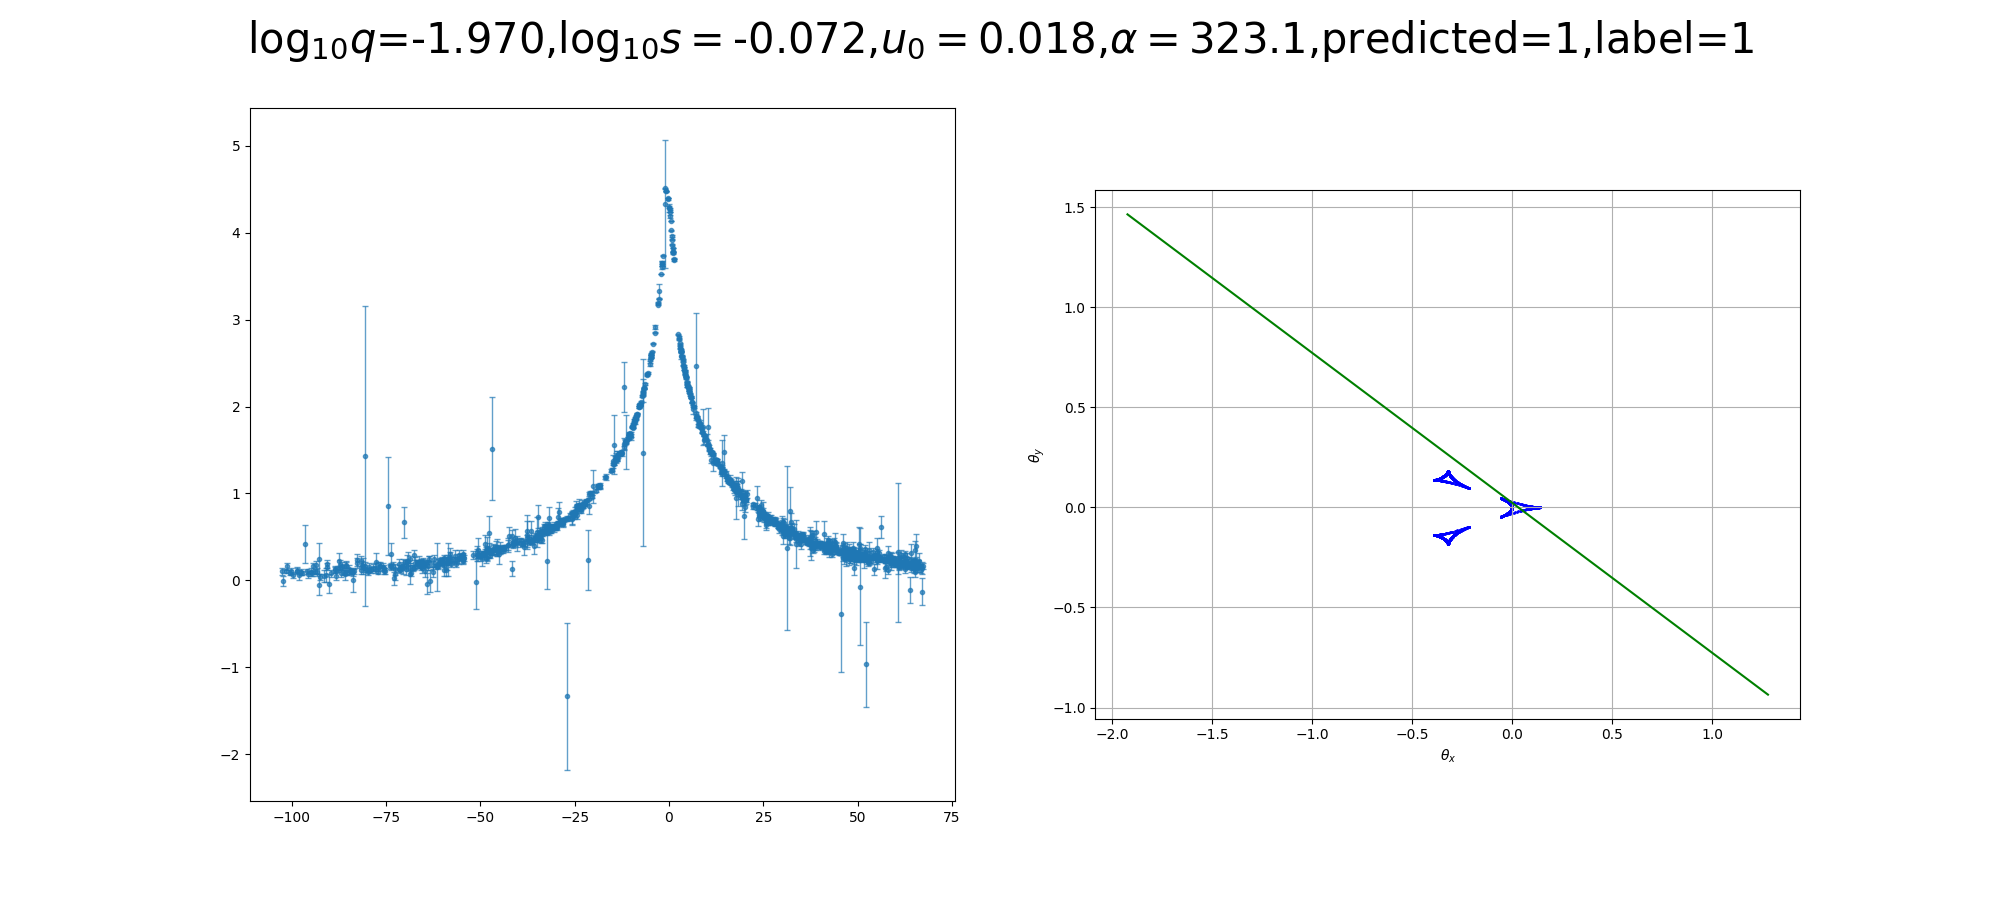 log₁₀q=-1.970,log₁₀s = -0.072,u₀ = 0.018,α = 323.1,predicted=1,label=1
5
4
3
2
1
0
−1
−2
−100 −75 −50 −25 0 25 50 75
1.5
1.0
0.5
0.0
−0.5
−1.0
θy
−2.0 −1.5 −1.0 −0.5 0.0 0.5 1.0
θx